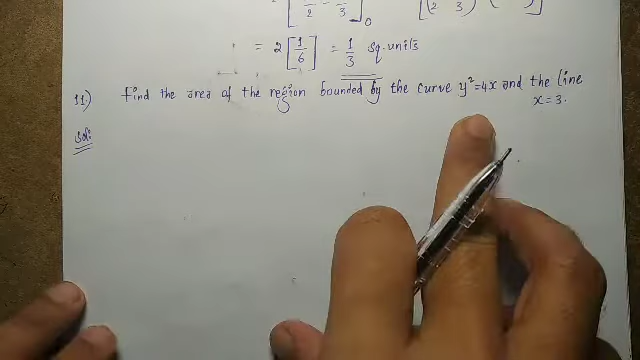 = 2 [1/6] = 1/3 sq.units
11.) Find the area of the region bounded by the curve y²=4x and the line
x=3.
Sol: